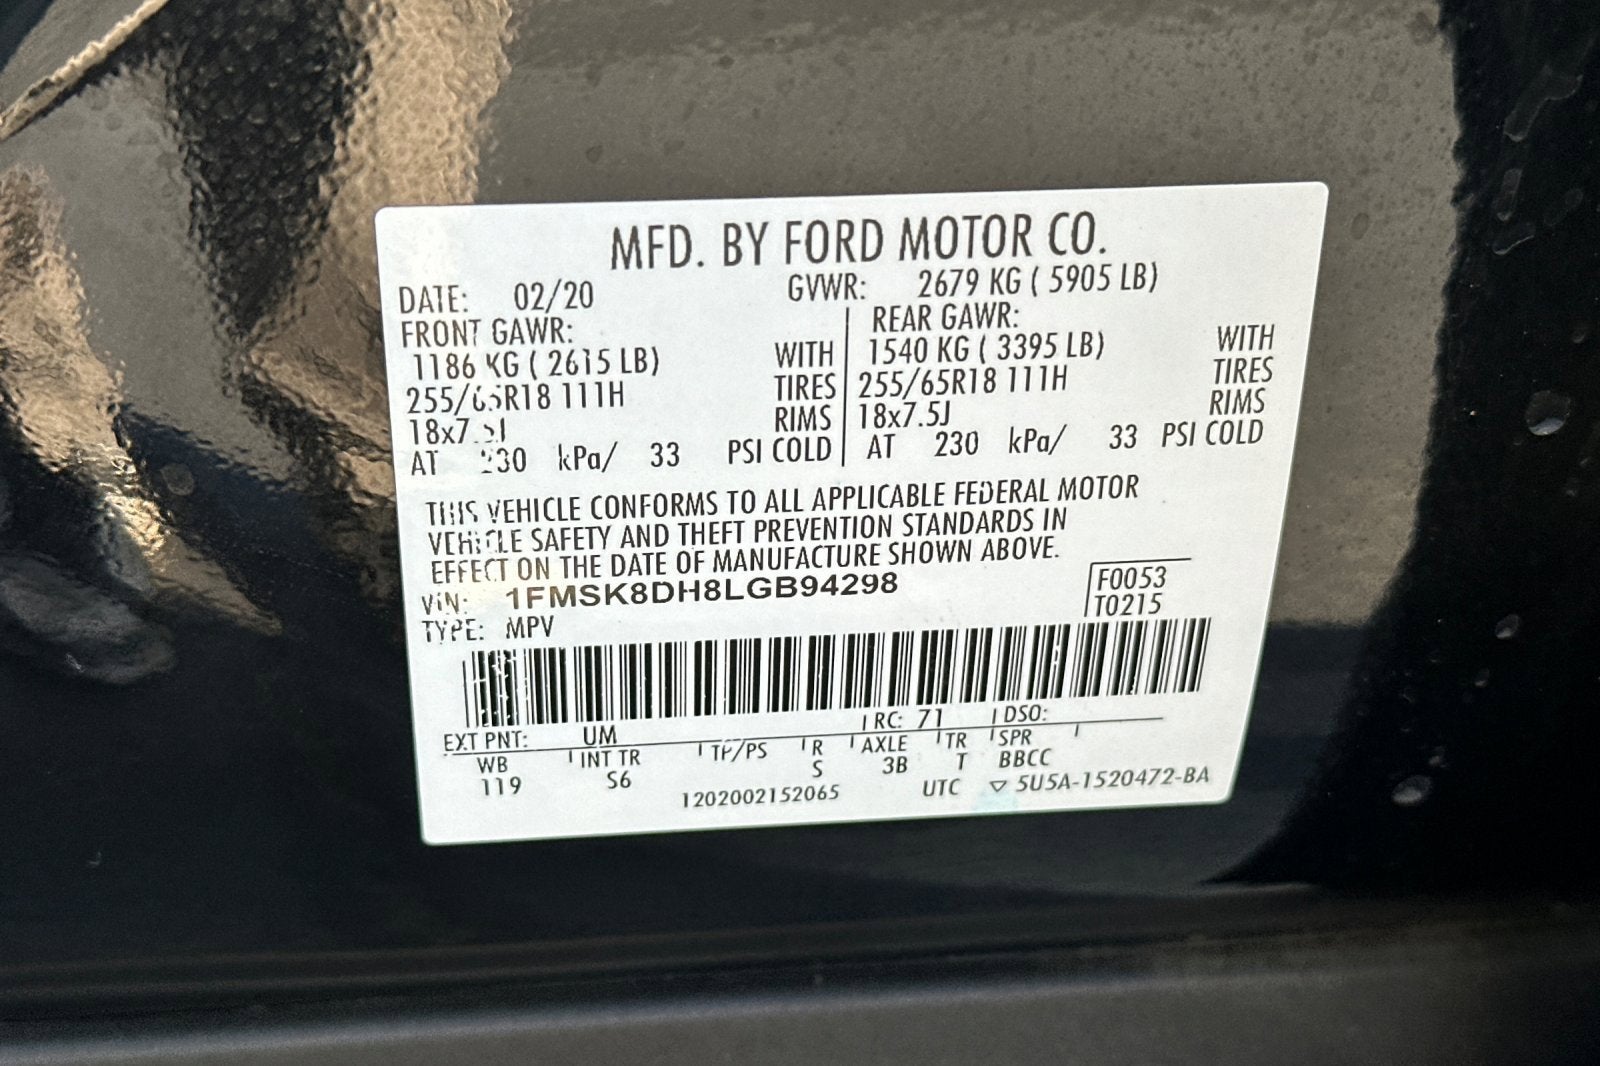 MFD. BY FORD MOTOR CO.
DATE: 02/20 GVWR: 2679 KG ( 5905 LB)
FRONT GAWR: REAR GAWR:
1186 KG ( 2615 LB) WITH 1540 KG ( 3395 LB) WITH
255/65R18 111H TIRES 255/65R18 111H TIRES
18x7.5J RIMS 18x7.5J RIMS
AT 230 kPa/ 33 PSI COLD AT 230 kPa/ 33 PSI COLD
THIS VEHICLE CONFORMS TO ALL APPLICABLE FEDERAL MOTOR
VEHICLE SAFETY AND THEFT PREVENTION STANDARDS IN
EFFECT ON THE DATE OF MANUFACTURE SHOWN ABOVE.
VIN: 1FMSK8DH8LGB94298 F0053
TYPE: MPV T0215
EXT PNT: UM RC: 71 DSO:
WB INT TR TP/PS R AXLE TR SPR
119 S6 S 3B T BBCC
1202002152065 UTC ▽ 5U5A-1520472-BA